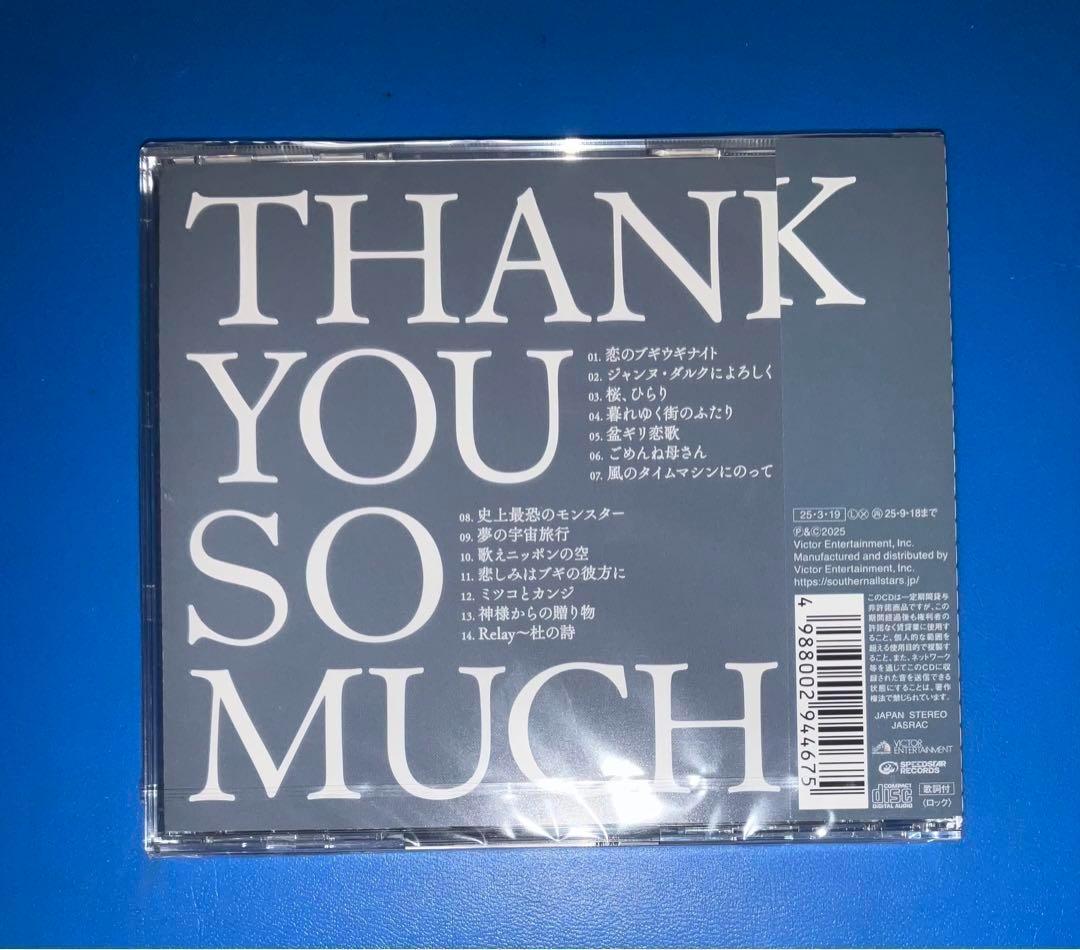 THANK
YOU
01. 恋のブギウギナイト
02. ジャンヌ・ダルクによろしく
03. 桜、ひらり
04. 暮れゆく街のふたり
05. 盆ギリ恋歌
06. ごめんね母さん
07. 風のタイムマシンにのって
SO
08. 史上最恐のモンスター
09. 夢の宇宙旅行
10. 歌えニッポンの空
11. 悲しみはブギの彼方に
12. ミツコとカンジ
13. 神様からの贈り物
14. Relay〜杜の詩
MUCH
25・3・19 Ⓛ 25・9・18まで
Ⓟ&©2025
Victor Entertainment, Inc.
Manufactured and distributed by
Victor Entertainment, Inc.
https://southernallstars.jp/
4 988002 944675
このCDは一定期間貸与
非許諾商品ですが、この
期間経過後も権利者の
許諾なく賃貸業に使用す
ること、個人的な範囲を
超える使用目的で複製す
ること、また、ネットワーク
等を通じてこのCDに収
録された音を送信できる
状態にすることは、著作
権法で禁じられています。
JAPAN STEREO
JASRAC
VICTOR
ENTERTAINMENT
SPEEDSTAR
RECORDS
COMPACT
disc
DIGITAL AUDIO
歌詞付
〈ロック〉